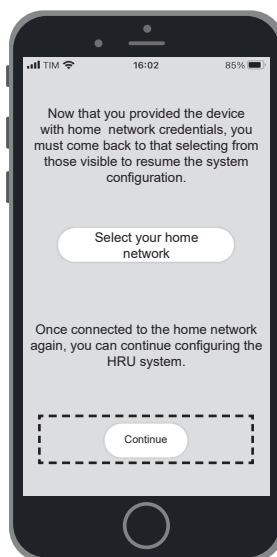 TIM 16:02 85%
Now that you provided the device
with home network credentials, you
must come back to that selecting from
those visible to resume the system
configuration.
Select your home
network
Once connected to the home network
again, you can continue configuring the
HRU system.
Continue